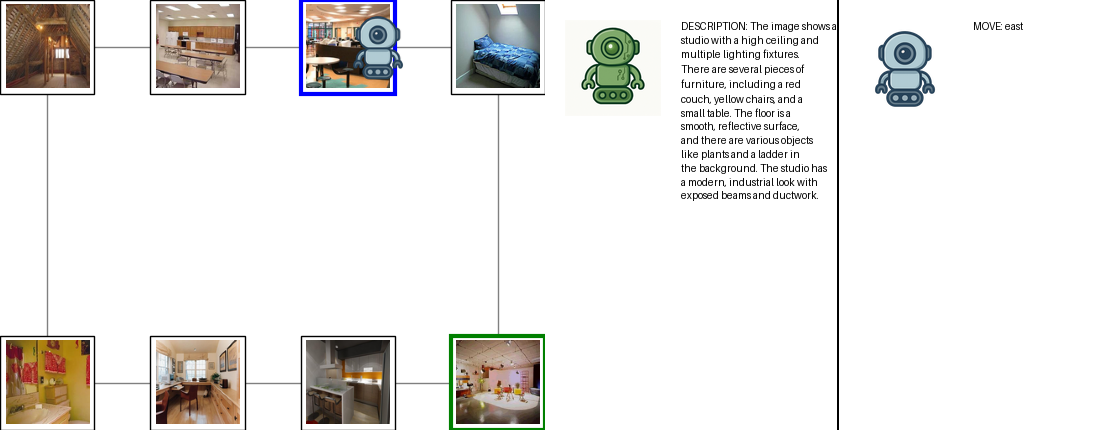 DESCRIPTION: The image shows a
studio with a high ceiling and
multiple lighting fixtures.
There are several pieces of
furniture, including a red
couch, yellow chairs, and a
small table. The floor is a
smooth, reflective surface,
and there are various objects
like plants and a ladder in
the background. The studio has
a modern, industrial look with
exposed beams and ductwork.
MOVE: east